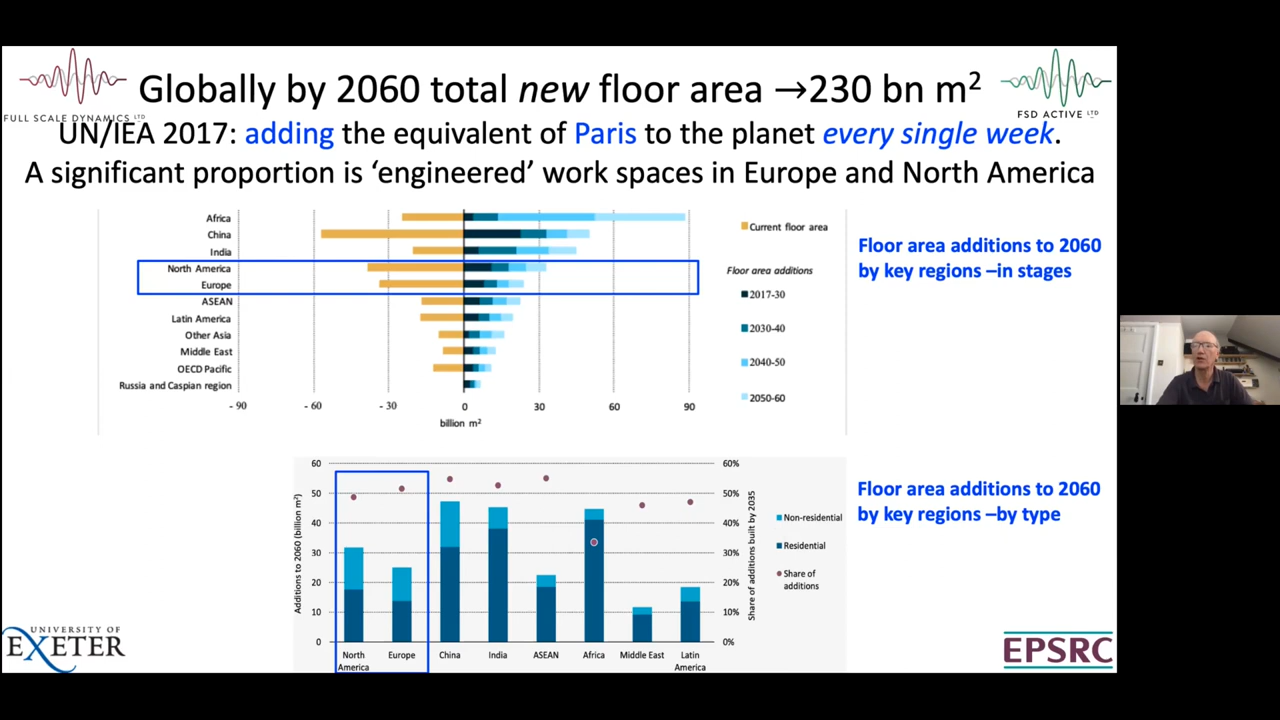 Globally by 2060 total new floor area →230 bn m²
FULL SCALE DYNAMICS LTD
FSD ACTIVE LTD
UN/IEA 2017: adding the equivalent of Paris to the planet every single week.
A significant proportion is ‘engineered’ work spaces in Europe and North America
Africa
China
India
North America
Europe
ASEAN
Latin America
Other Asia
Middle East
OECD Pacific
Russia and Caspian region
- 90
- 60
- 30
0
30
60
90
billion m²
Current floor area
Floor area additions
2017-30
2030-40
2040-50
2050-60
Floor area additions to 2060
by key regions –in stages
Additions to 2060 (billion m²)
60
50
40
30
20
10
0
60%
50%
40%
30%
20%
10%
0%
Share of additions built by 2035
North
America
Europe
China
India
ASEAN
Africa
Middle East
Latin
America
Non-residential
Residential
Share of
additions
Floor area additions to 2060
by key regions –by type
UNIVERSITY OF
EXETER
EPSRC